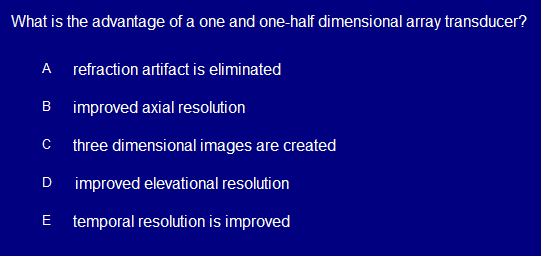 What is the advantage of a one and one-half dimensional array transducer?
A refraction artifact is eliminated
B improved axial resolution
C three dimensional images are created
D improved elevational resolution
E temporal resolution is improved